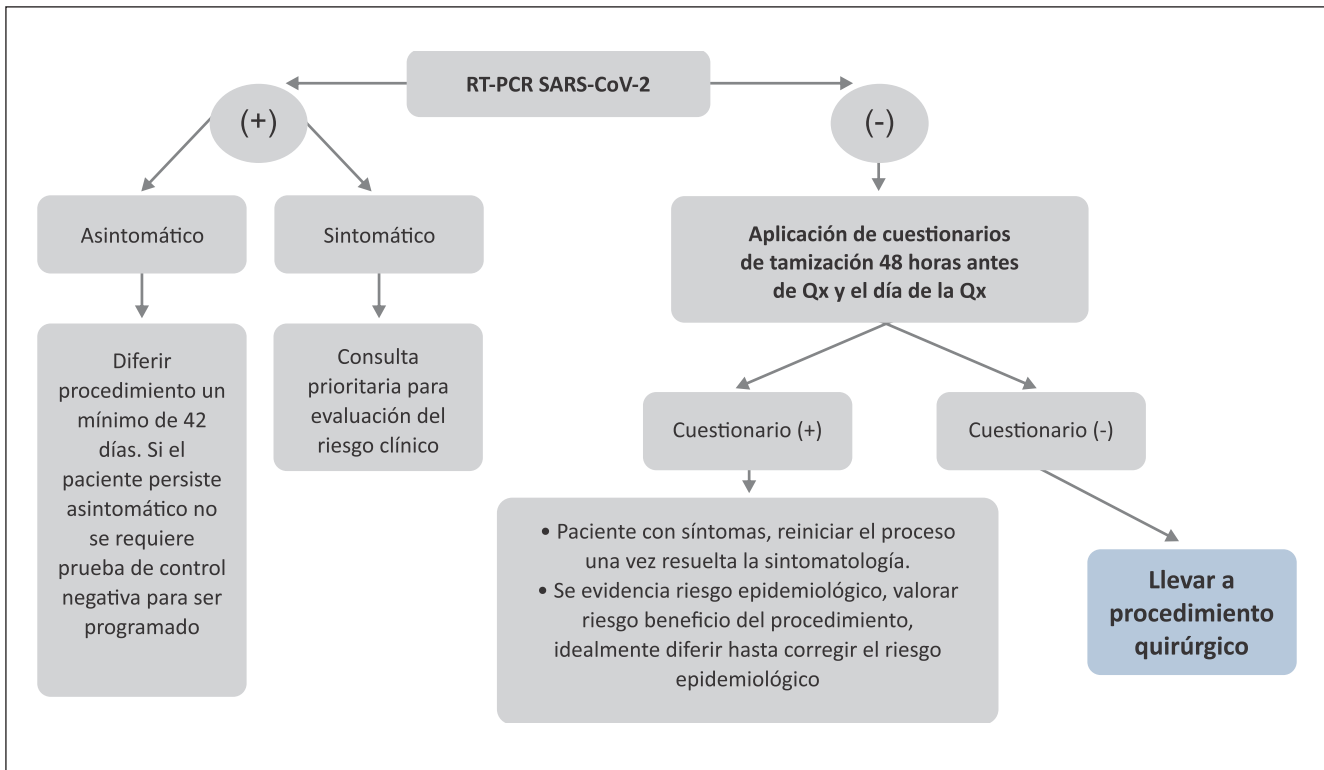 RT-PCR SARS-CoV-2
(+)
(-)
Asintomático
Sintomático
Aplicación de cuestionarios
de tamización 48 horas antes
de Qx y el día de la Qx
Diferir
procedimiento un
mínimo de 42
días. Si el
paciente persiste
asintomático no
se requiere
prueba de control
negativa para ser
programado
Consulta
prioritaria para
evaluación del
riesgo clínico
Cuestionario (+)
Cuestionario (-)
• Paciente con síntomas, reiniciar el proceso
una vez resuelta la sintomatología.
• Se evidencia riesgo epidemiológico, valorar
riesgo beneficio del procedimiento,
idealmente diferir hasta corregir el riesgo
epidemiológico
Llevar a
procedimiento
quirúrgico